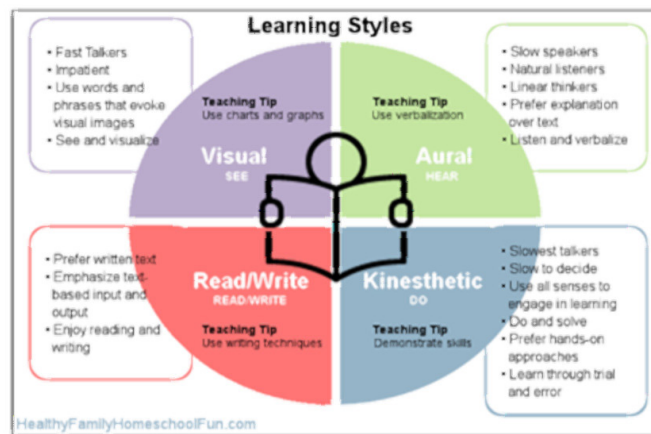 Learning Styles
• Fast Talkers
• Impatient
• Use words and
phrases that evoke
visual images
• See and visualize
Teaching Tip
Use charts and graphs
Visual
SEE
Teaching Tip
Use verbalization
Aural
HEAR
• Slow speakers
• Natural listeners
• Linear thinkers
• Prefer explanation
over text
• Listen and verbalize
• Prefer written text
• Emphasize text-
based input and
output
• Enjoy reading and
writing
Read/Write
READ/WRITE
Teaching Tip
Use writing techniques
Kinesthetic
DO
Teaching Tip
Demonstrate skills
• Slowest talkers
• Slow to decide
• Use all senses to
engage in learning
• Do and solve
• Prefer hands-on
approaches
• Learn through trial
and error
HealthyFamilyHomeschoolFun.com